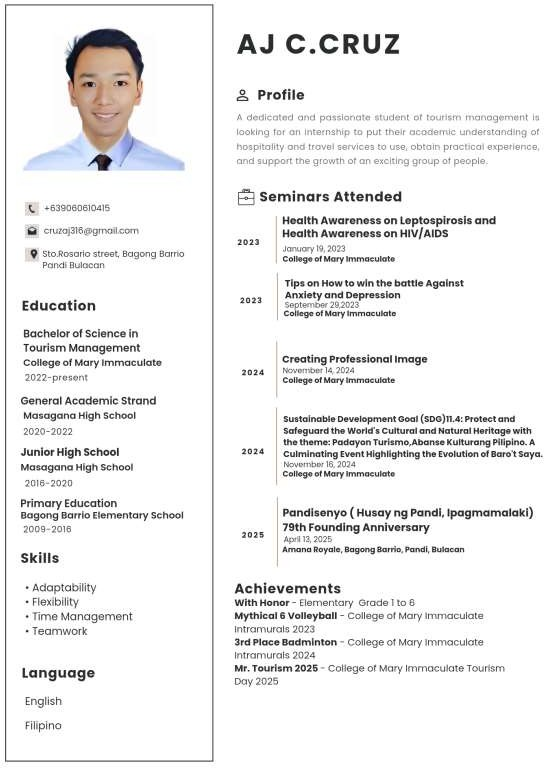 +639060610415
cruzaj316@gmail.com
Sto.Rosario street, Bagong Barrio
Pandi Bulacan
Education
Bachelor of Science in
Tourism Management
College of Mary Immaculate
2022-present
General Academic Strand
Masagana High School
2020-2022
Junior High School
Masagana High School
2016-2020
Primary Education
Bagong Barrio Elementary School
2009-2016
Skills
• Adaptability
• Flexibility
• Time Management
• Teamwork
Language
English
Filipino
AJ C.CRUZ
Profile
A dedicated and passionate student of tourism management is
looking for an internship to put their academic understanding of
hospitality and travel services to use, obtain practical experience,
and support the growth of an exciting group of people.
Seminars Attended
2023
Health Awareness on Leptospirosis and
Health Awareness on HIV/AIDS
January 19, 2023
College of Mary Immaculate
2023
Tips on How to win the battle Against
Anxiety and Depression
September 29,2023
College of Mary Immaculate
2024
Creating Professional Image
November 14, 2024
College of Mary Immaculate
2024
Sustainable Development Goal (SDG)11.4: Protect and
Safeguard the World's Cultural and Natural Heritage with
the theme: Padayon Turismo,Abanse Kulturang Pilipino. A
Culminating Event Highlighting the Evolution of Baro't Saya.
November 16, 2024
College of Mary Immaculate
2025
Pandisenyo ( Husay ng Pandi, Ipagmamalaki)
79th Founding Anniversary
April 13, 2025
Amana Royale, Bagong Barrio, Pandi, Bulacan
Achievements
With Honor - Elementary Grade 1 to 6
Mythical 6 Volleyball - College of Mary Immaculate
Intramurals 2023
3rd Place Badminton - College of Mary Immaculate
Intramurals 2024
Mr. Tourism 2025 - College of Mary Immaculate Tourism
Day 2025